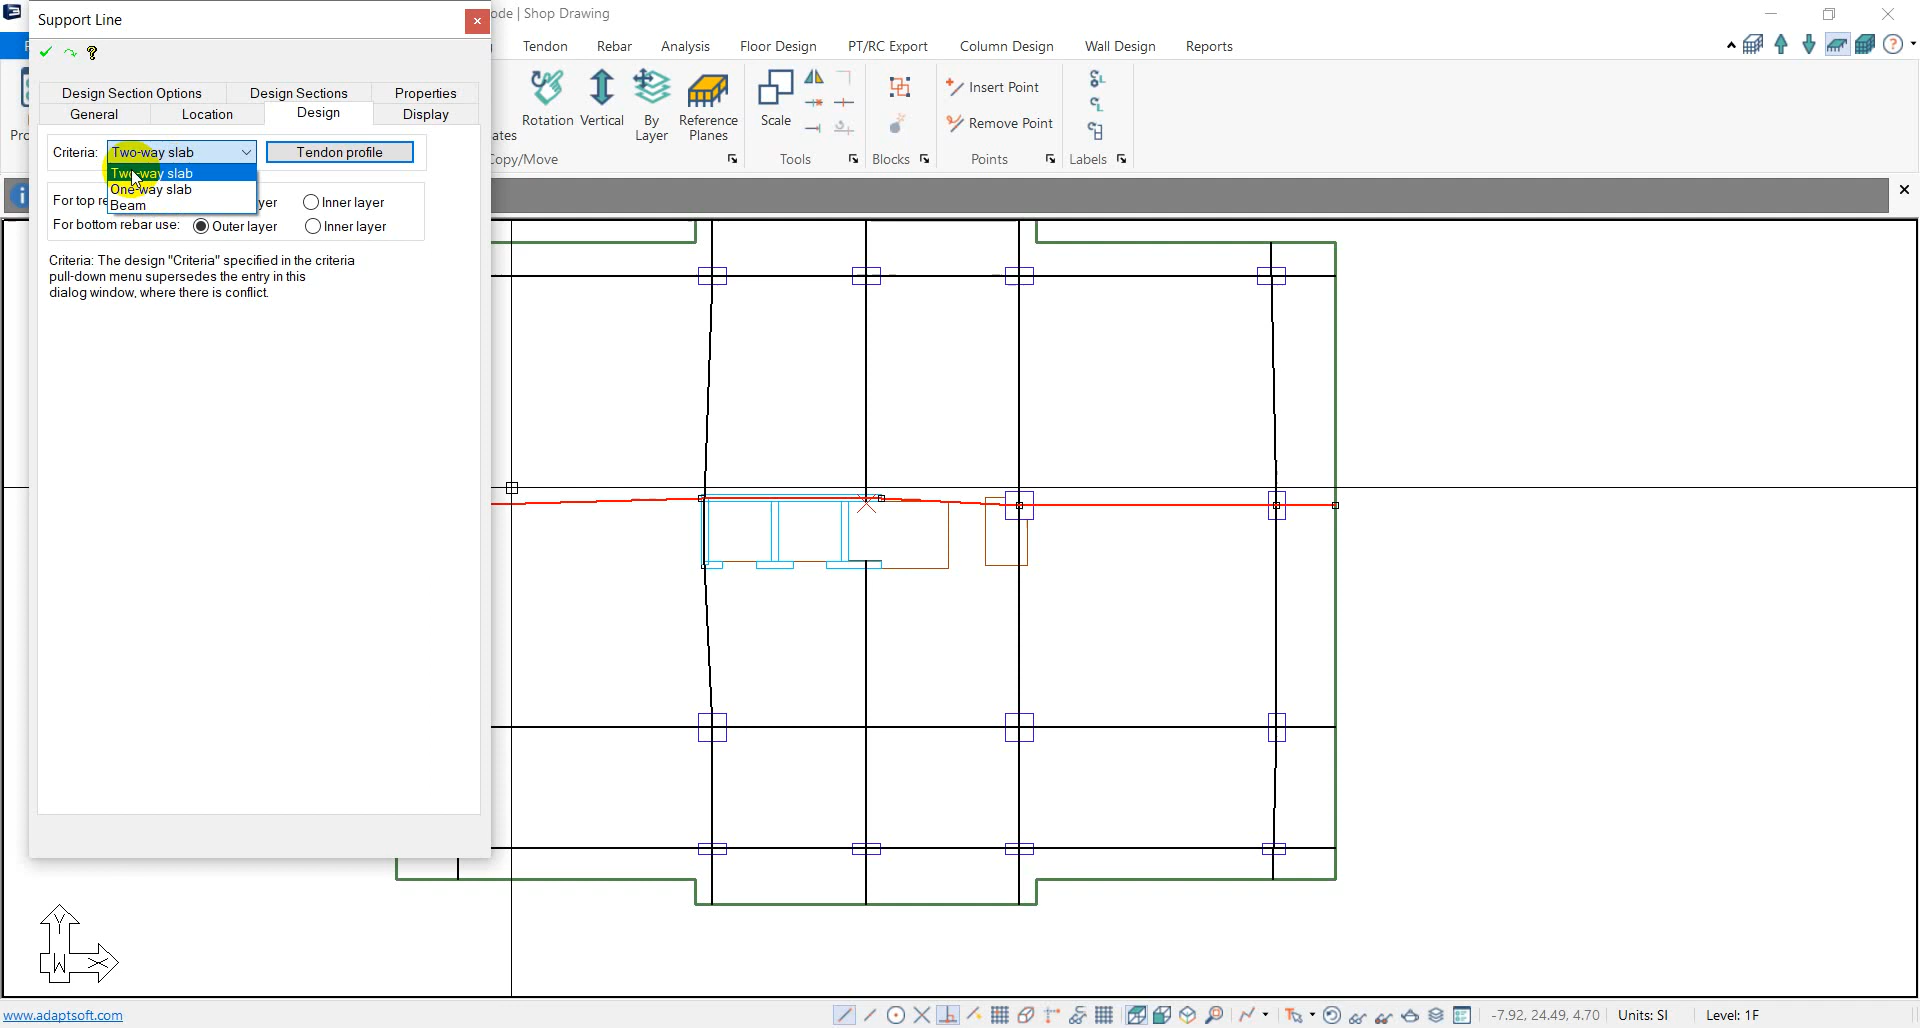 Support Line
ode | Shop Drawing
Tendon Rebar Analysis Floor Design PT/RC Export Column Design Wall Design Reports
Design Section Options Design Sections Properties
General Location Design Display
Criteria: Two-way slab Tendon profile
Two-way slab
One-way slab
Beam
For top re yer Inner layer
For bottom rebar use: Outer layer Inner layer
Criteria: The design "Criteria" specified in the criteria
pull-down menu supersedes the entry in this
dialog window, where there is conflict.
ates
Rotation
Vertical
By
Layer
Reference
Planes
Copy/Move
Scale
Tools
Blocks
Insert Point
Remove Point
Points
Labels
Y
W X
www.adaptsoft.com
-7.92, 24.49, 4.70 Units: SI Level: 1F